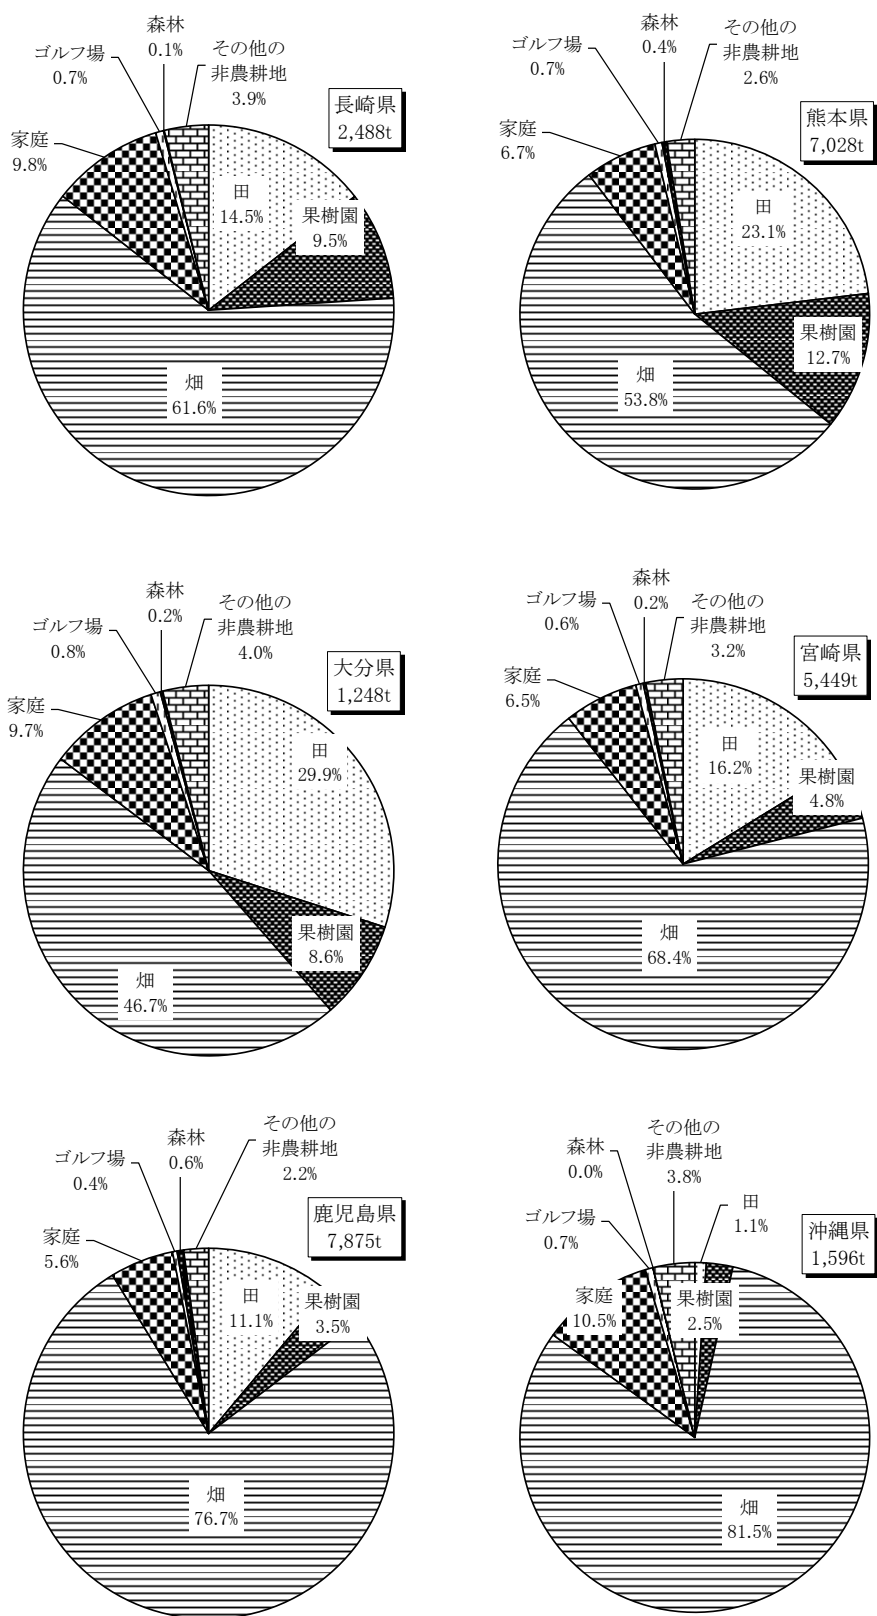 長崎県
2,488t
田
14.5%
果樹園
9.5%
畑
61.6%
家庭
9.8%
ゴルフ場
0.7%
森林
0.1%
その他の
非農耕地
3.9%
熊本県
7,028t
田
23.1%
果樹園
12.7%
畑
53.8%
家庭
6.7%
ゴルフ場
0.7%
森林
0.4%
その他の
非農耕地
2.6%
大分県
1,248t
田
29.9%
果樹園
8.6%
畑
46.7%
家庭
9.7%
ゴルフ場
0.8%
森林
0.2%
その他の
非農耕地
4.0%
宮崎県
5,449t
田
16.2%
果樹園
4.8%
畑
68.4%
家庭
6.5%
ゴルフ場
0.6%
森林
0.2%
その他の
非農耕地
3.2%
鹿児島県
7,875t
田
11.1%
果樹園
3.5%
畑
76.7%
家庭
5.6%
ゴルフ場
0.4%
森林
0.6%
その他の
非農耕地
2.2%
沖縄県
1,596t
田
1.1%
果樹園
2.5%
畑
81.5%
家庭
10.5%
ゴルフ場
0.7%
森林
0.0%
その他の
非農耕地
3.8%